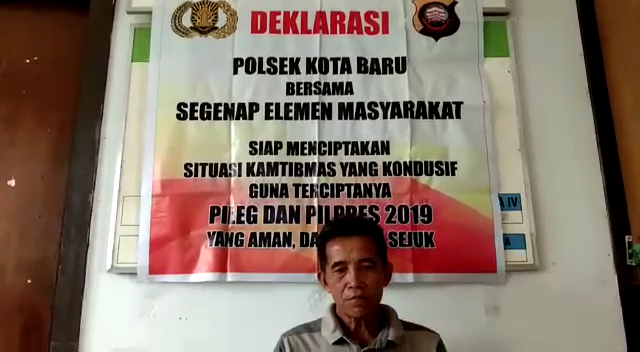 DEKLARASI
POLSEK KOTA BARU
BERSAMA
SEGENAP ELEMEN MASYARAKAT
SIAP MENCIPTAKAN
SITUASI KAMTIBMAS YANG KONDUSIF
GUNA TERCIPTANYA
PILEG DAN PILPRES 2019
YANG AMAN, SEJUK
IV